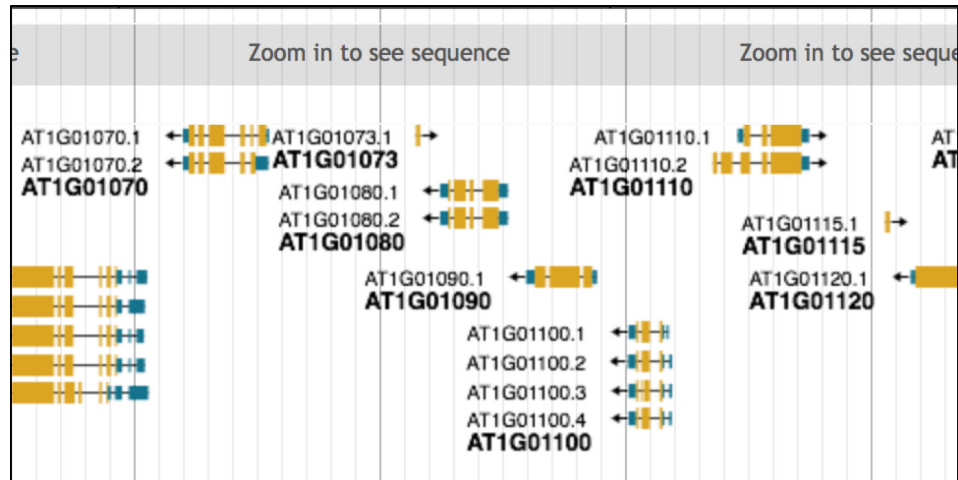 e
Zoom in to see sequence
Zoom in to see seque
AT1G01070.1
AT1G01070.2
AT1G01070
AT1G01073.1
AT1G01073
AT1G01080.1
AT1G01080.2
AT1G01080
AT1G01090.1
AT1G01090
AT1G01100.1
AT1G01100.2
AT1G01100.3
AT1G01100.4
AT1G01100
AT1G01110.1
AT1G01110.2
AT1G01110
AT1G01115.1
AT1G01115
AT1G01120.1
AT1G01120
AT
AT